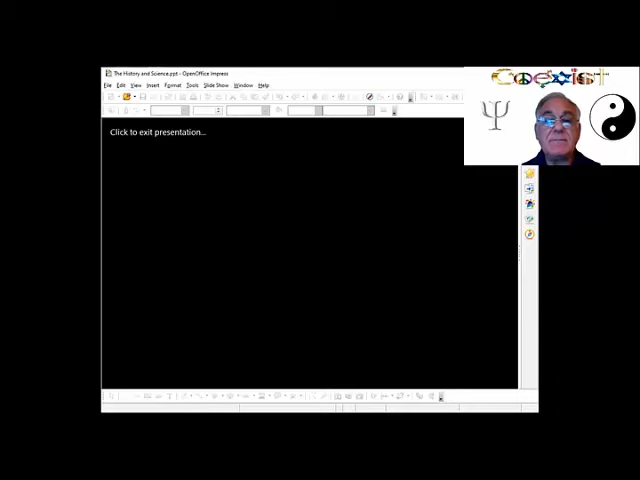 The History and Science.ppt - OpenOffice Impress
File Edit View Insert Format Tools Slide Show Window Help
Coexist
Ψ
Click to exit presentation...